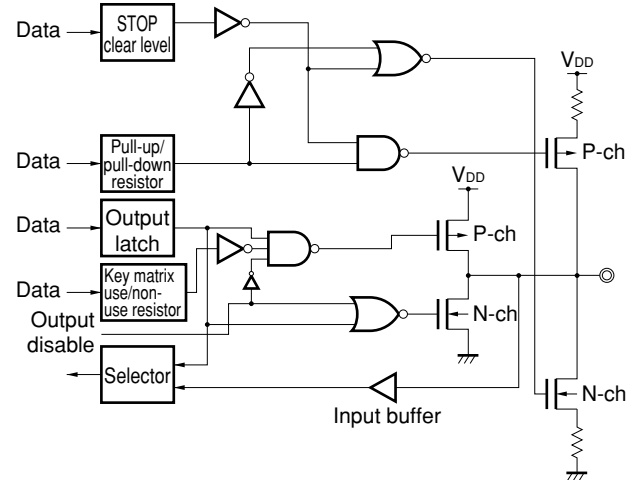 Data
STOP
clear level
VDD
P-ch
Data
Pull-up/
pull-down
resistor
VDD
Data
Output
latch
P-ch
Data
Key matrix
use/non-
use resistor
Output
disable
N-ch
Selector
Input buffer
N-ch